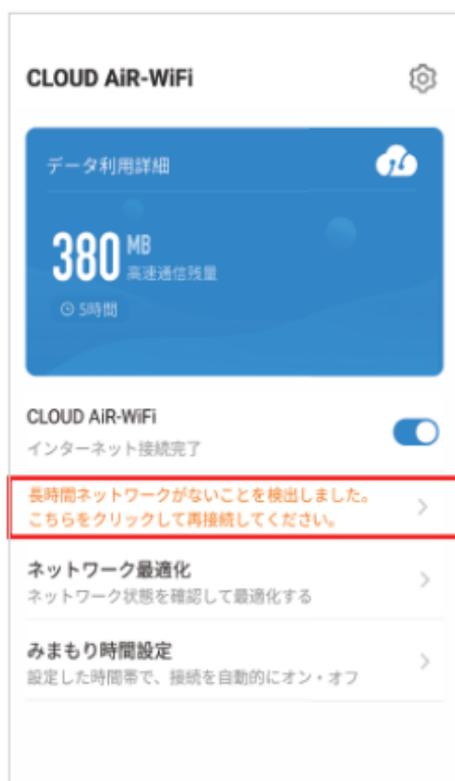 CLOUD AiR-WiFi
データ利用詳細
380 MB
高速通信残量
5時間
CLOUD AiR-WiFi
インターネット接続完了
長時間ネットワークがないことを検出しました。
こちらをクリックして再接続してください。
ネットワーク最適化
ネットワーク状態を確認して最適化する
みまもり時間設定
設定した時間帯で、接続を自動的にオン・オフ